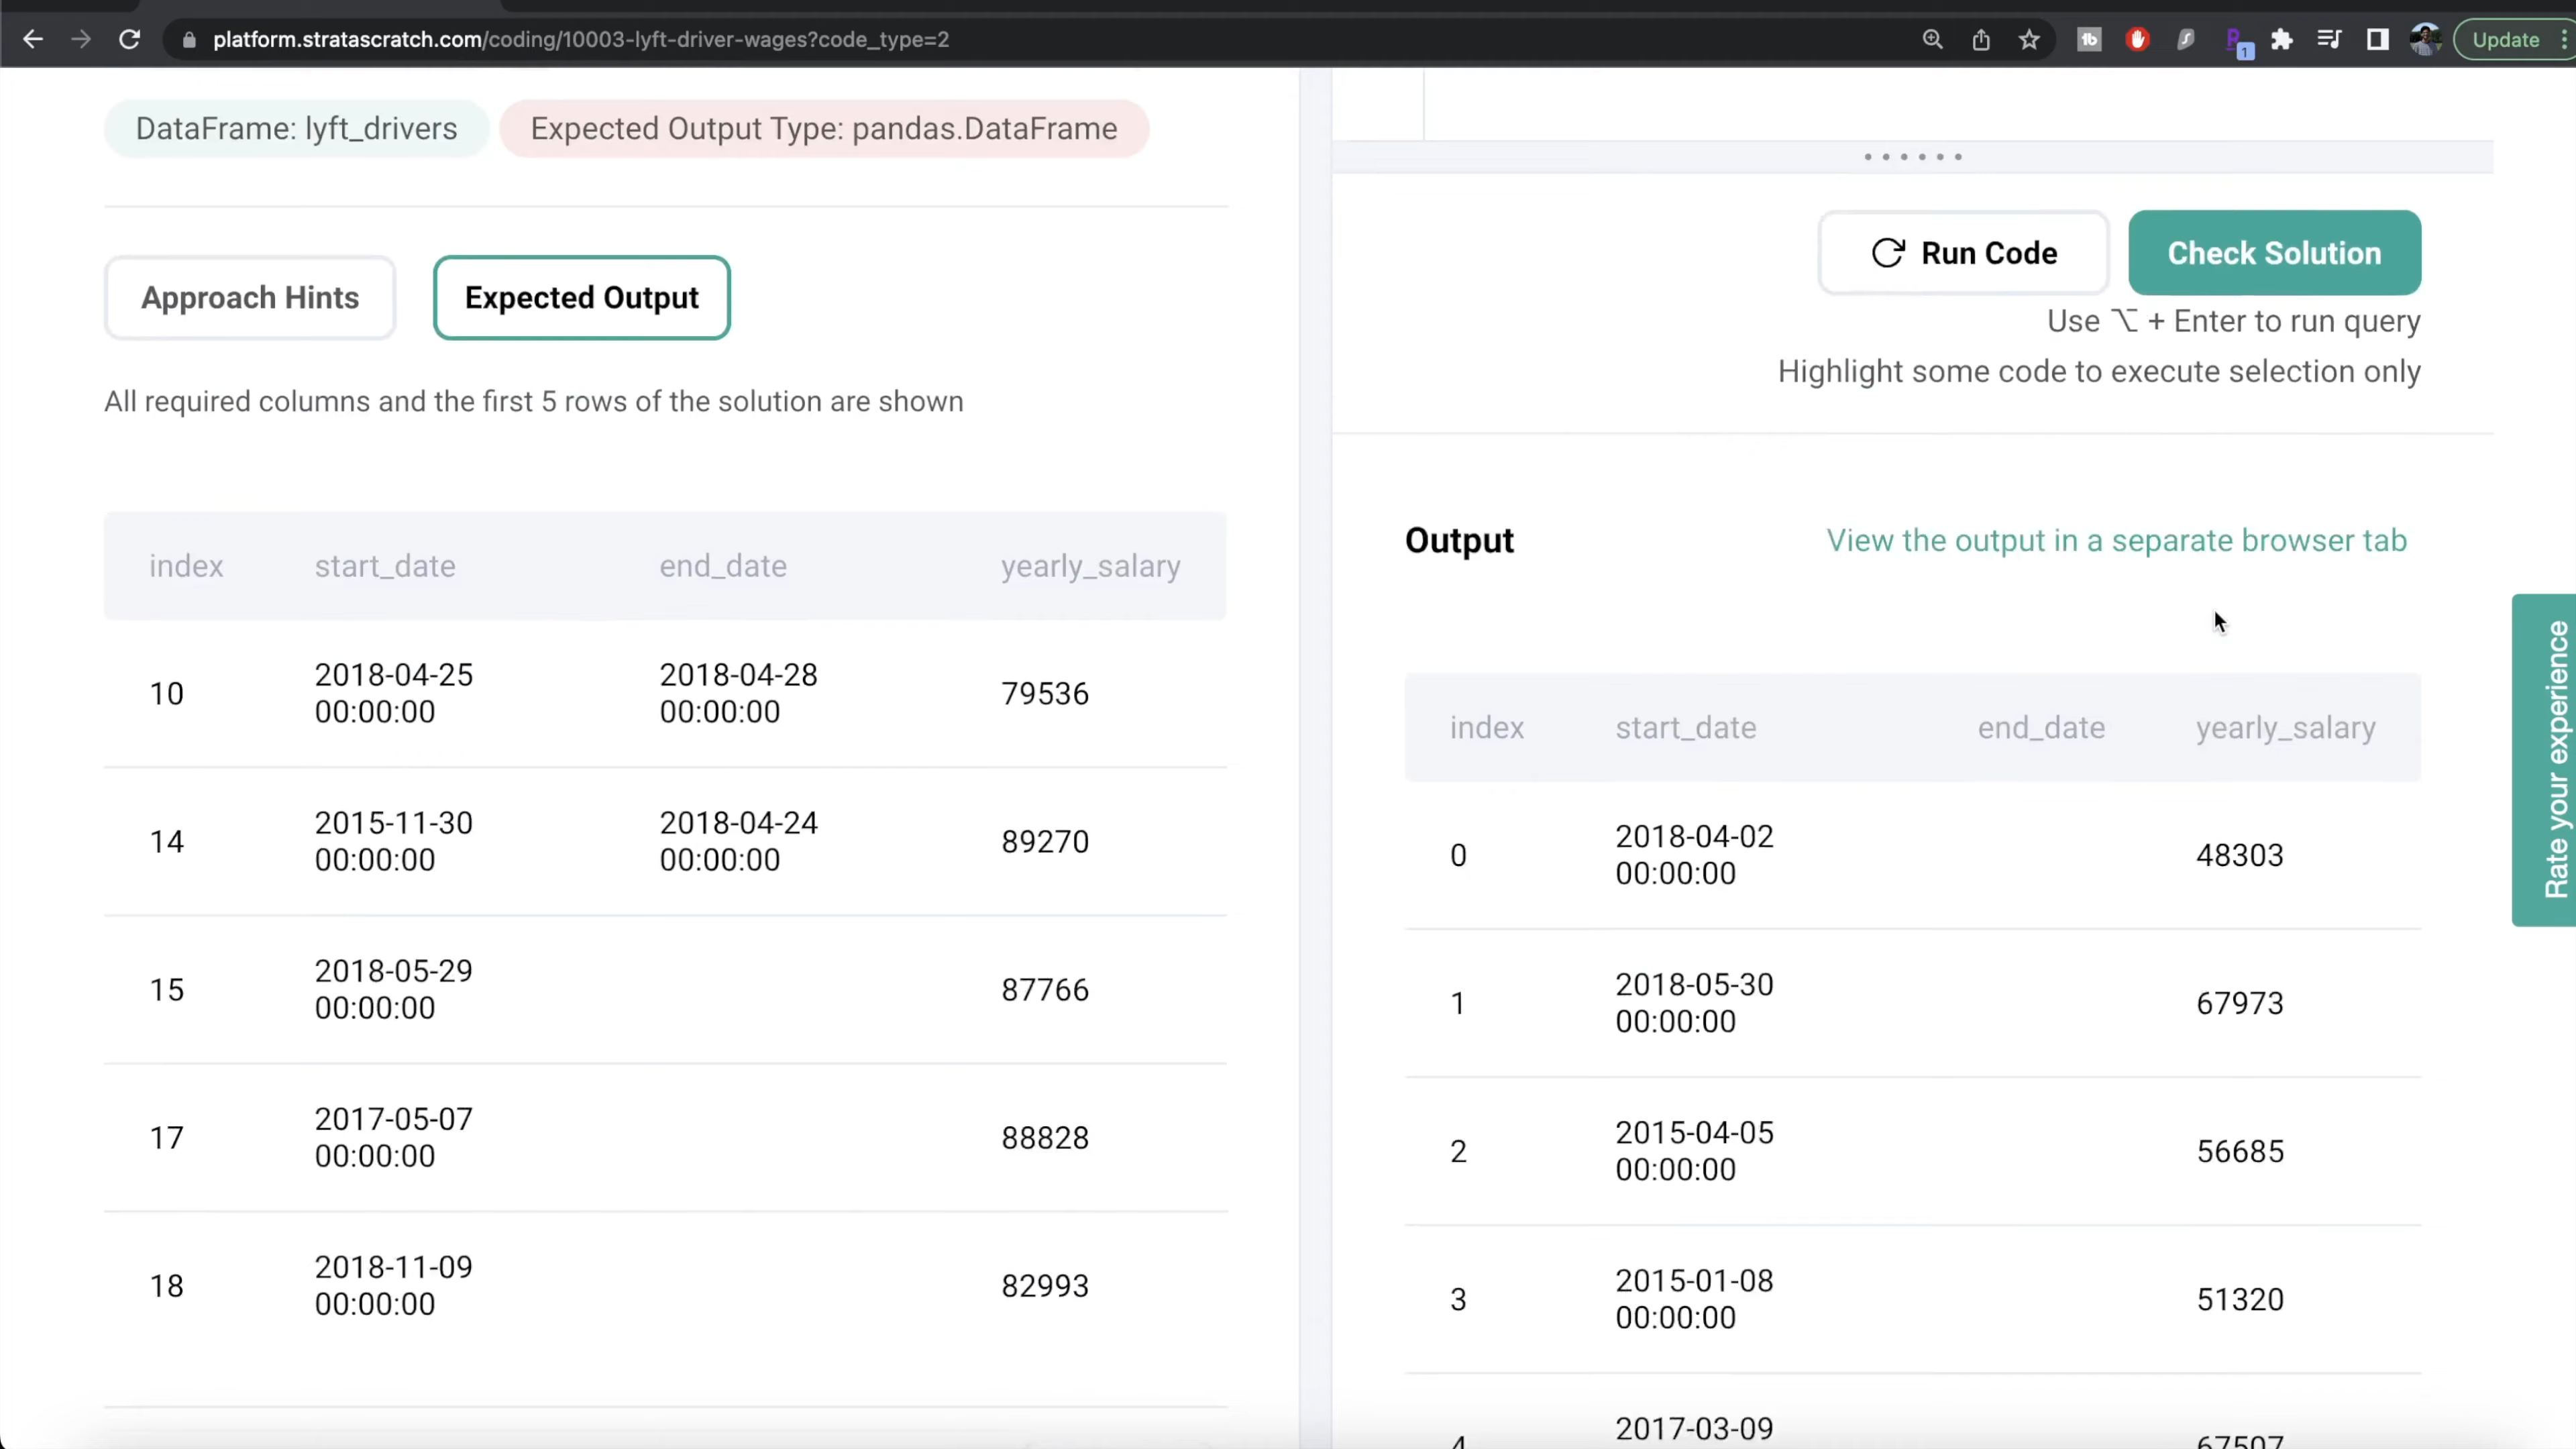 platform.stratascratch.com/coding/10003-lyft-driver-wages?code_type=2
tb
1
Update
DataFrame: lyft_drivers
Expected Output Type: pandas.DataFrame
Run Code
Check Solution
Approach Hints
Expected Output
Use ⌥ + Enter to run query
Highlight some code to execute selection only
All required columns and the first 5 rows of the solution are shown
index start_date end_date yearly_salary
10 2018-04-25 00:00:00 2018-04-28 00:00:00 79536
14 2015-11-30 00:00:00 2018-04-24 00:00:00 89270
15 2018-05-29 00:00:00 87766
17 2017-05-07 00:00:00 88828
18 2018-11-09 00:00:00 82993
Output
View the output in a separate browser tab
index start_date end_date yearly_salary
0 2018-04-02 00:00:00 48303
1 2018-05-30 00:00:00 67973
2 2015-04-05 00:00:00 56685
3 2015-01-08 00:00:00 51320
4 2017-03-09 67507
Rate your experience